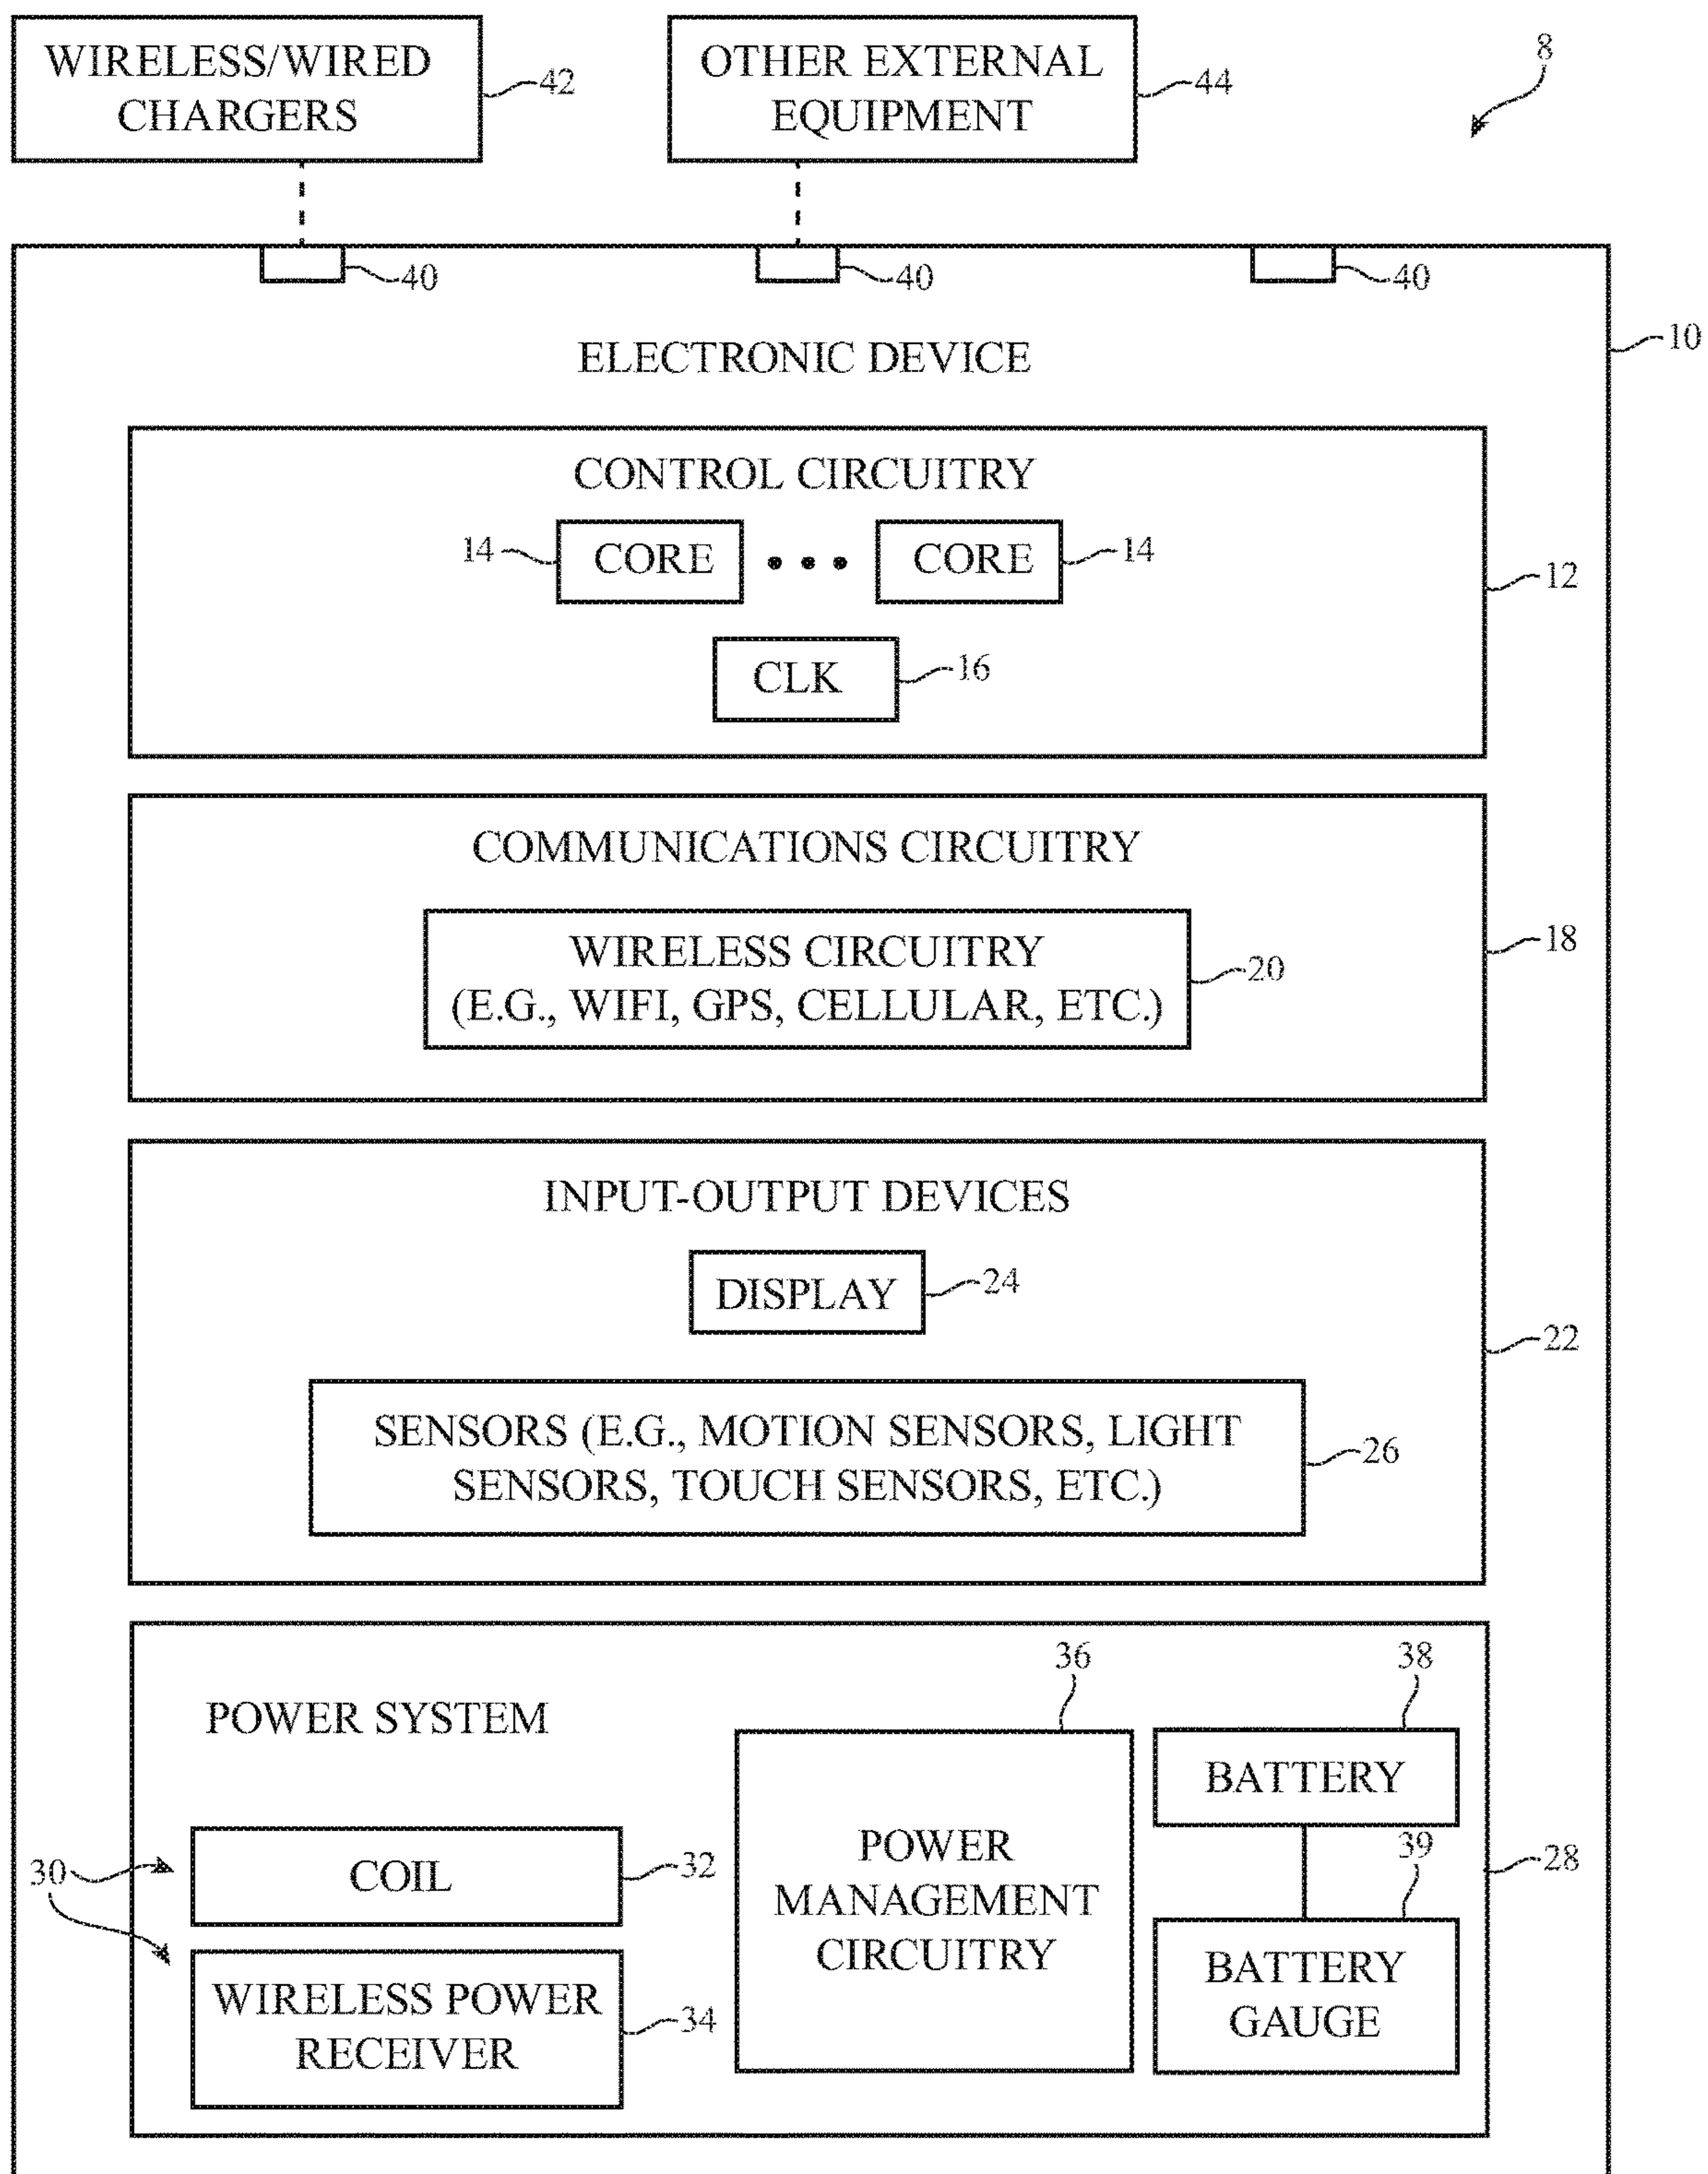 WIRELESS/WIRED
CHARGERS
42
OTHER EXTERNAL
EQUIPMENT
44
8
40
40
40
10
ELECTRONIC DEVICE
CONTROL CIRCUITRY
14
CORE
CORE
14
12
CLK
16
COMMUNICATIONS CIRCUITRY
WIRELESS CIRCUITRY
(E.G., WIFI, GPS, CELLULAR, ETC.)
20
18
INPUT-OUTPUT DEVICES
DISPLAY
24
22
SENSORS (E.G., MOTION SENSORS, LIGHT
SENSORS, TOUCH SENSORS, ETC.)
26
POWER SYSTEM
36
38
BATTERY
30
COIL
32
POWER
MANAGEMENT
CIRCUITRY
39
28
WIRELESS POWER
RECEIVER
34
BATTERY
GAUGE